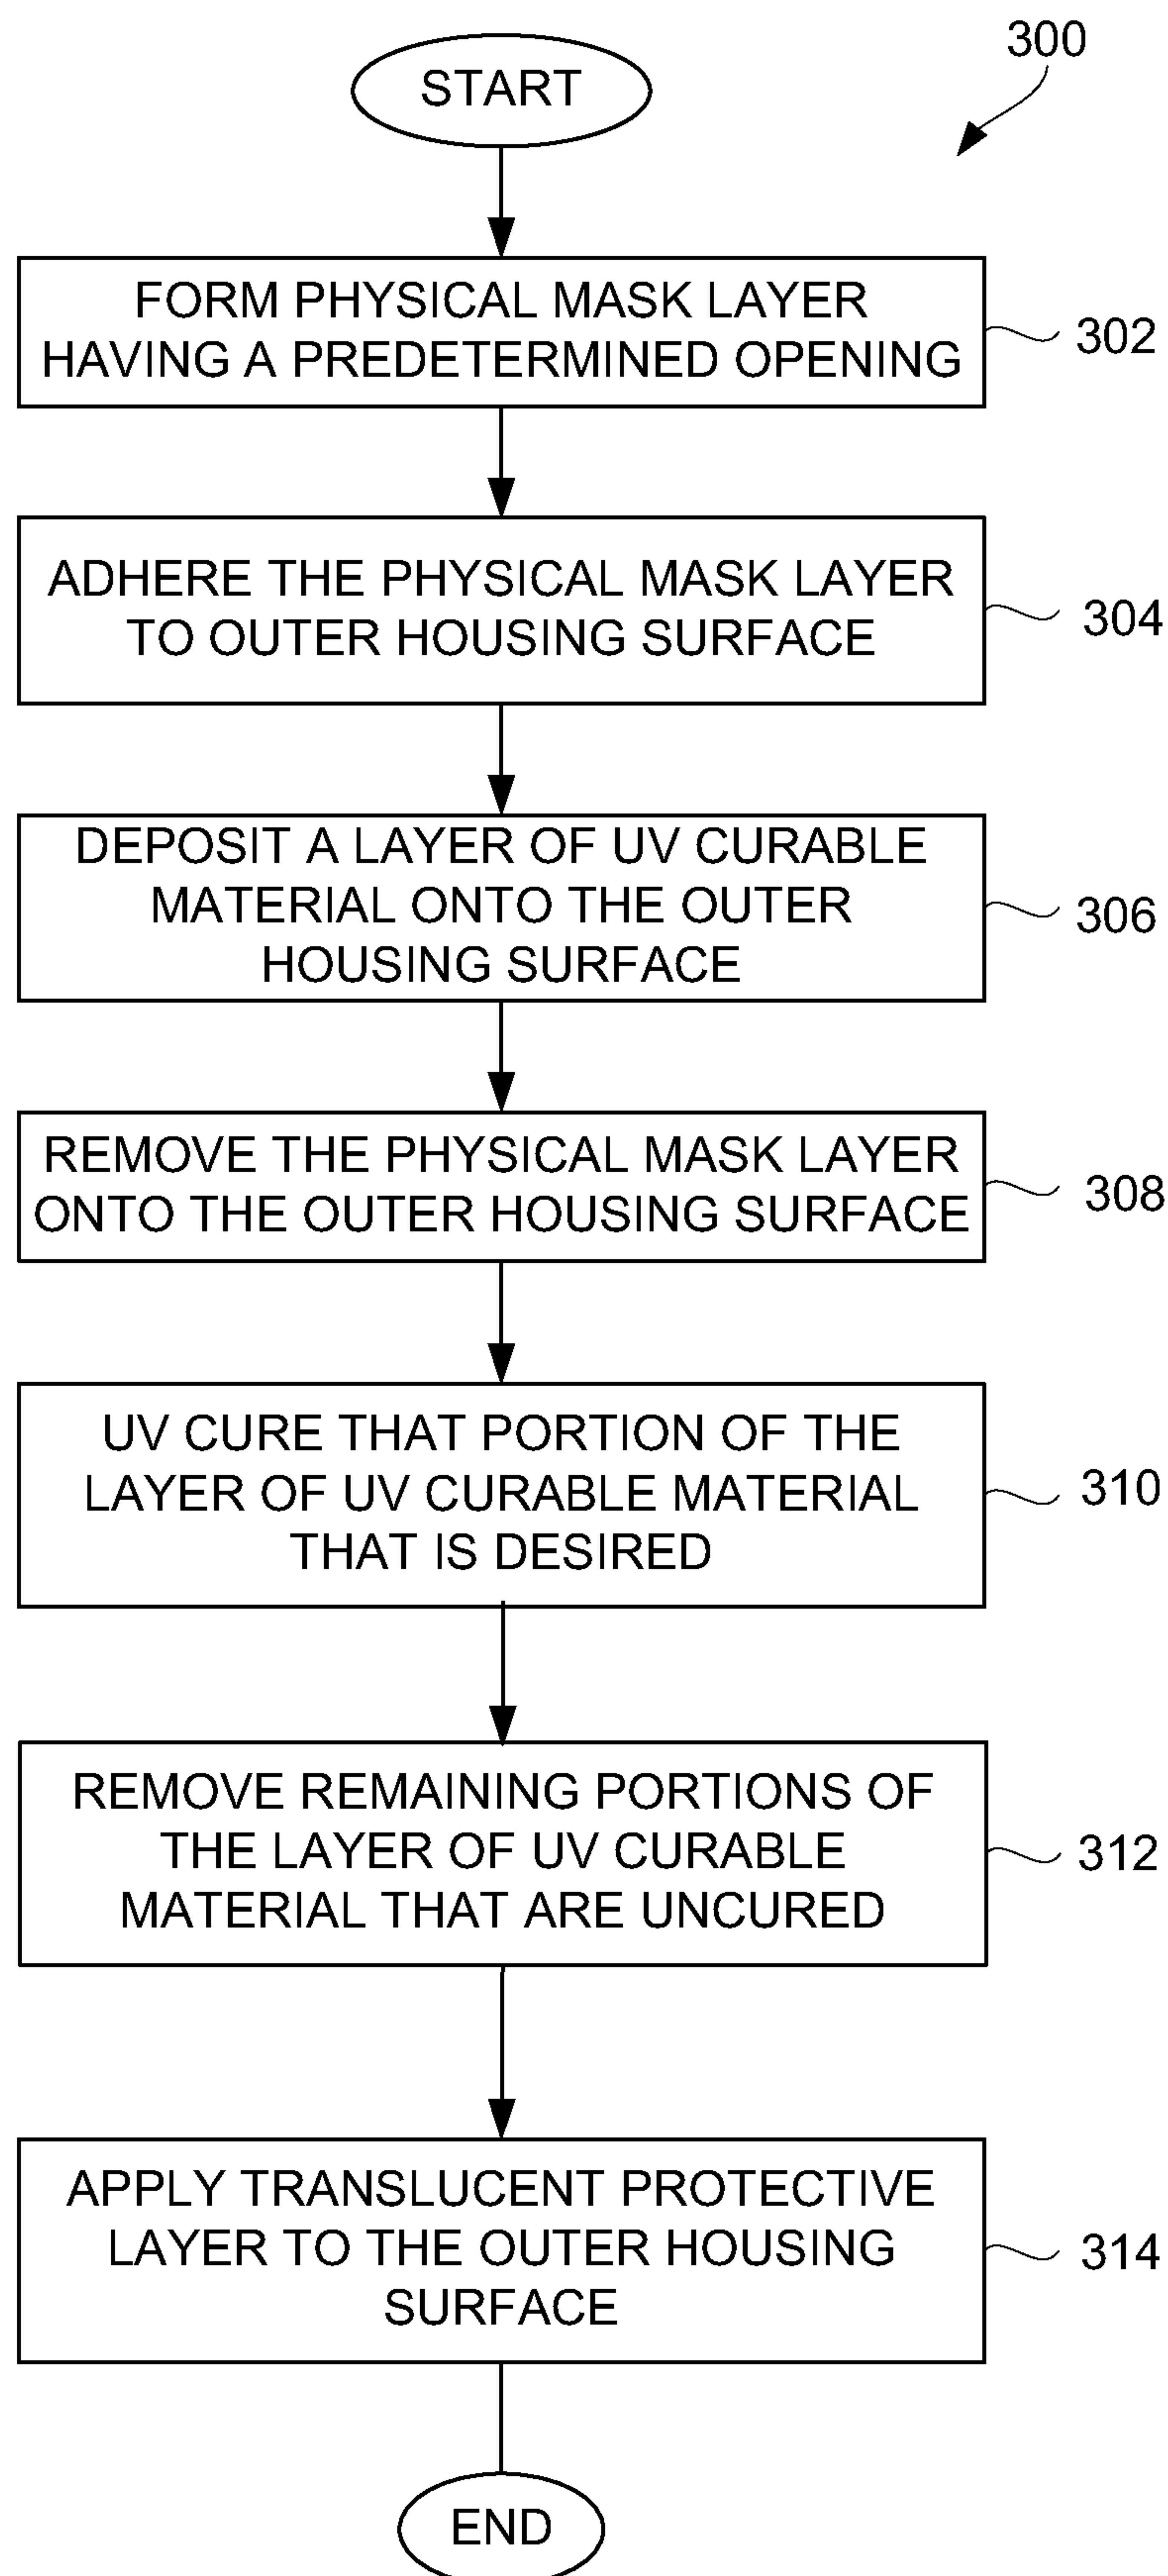 300
START
FORM PHYSICAL MASK LAYER
HAVING A PREDETERMINED OPENING
302
ADHERE THE PHYSICAL MASK LAYER
TO OUTER HOUSING SURFACE
304
DEPOSIT A LAYER OF UV CURABLE
MATERIAL ONTO THE OUTER
HOUSING SURFACE
306
REMOVE THE PHYSICAL MASK LAYER
ONTO THE OUTER HOUSING SURFACE
308
UV CURE THAT PORTION OF THE
LAYER OF UV CURABLE MATERIAL
THAT IS DESIRED
310
REMOVE REMAINING PORTIONS OF
THE LAYER OF UV CURABLE
MATERIAL THAT ARE UNCURED
312
APPLY TRANSLUCENT PROTECTIVE
LAYER TO THE OUTER HOUSING
SURFACE
314
END